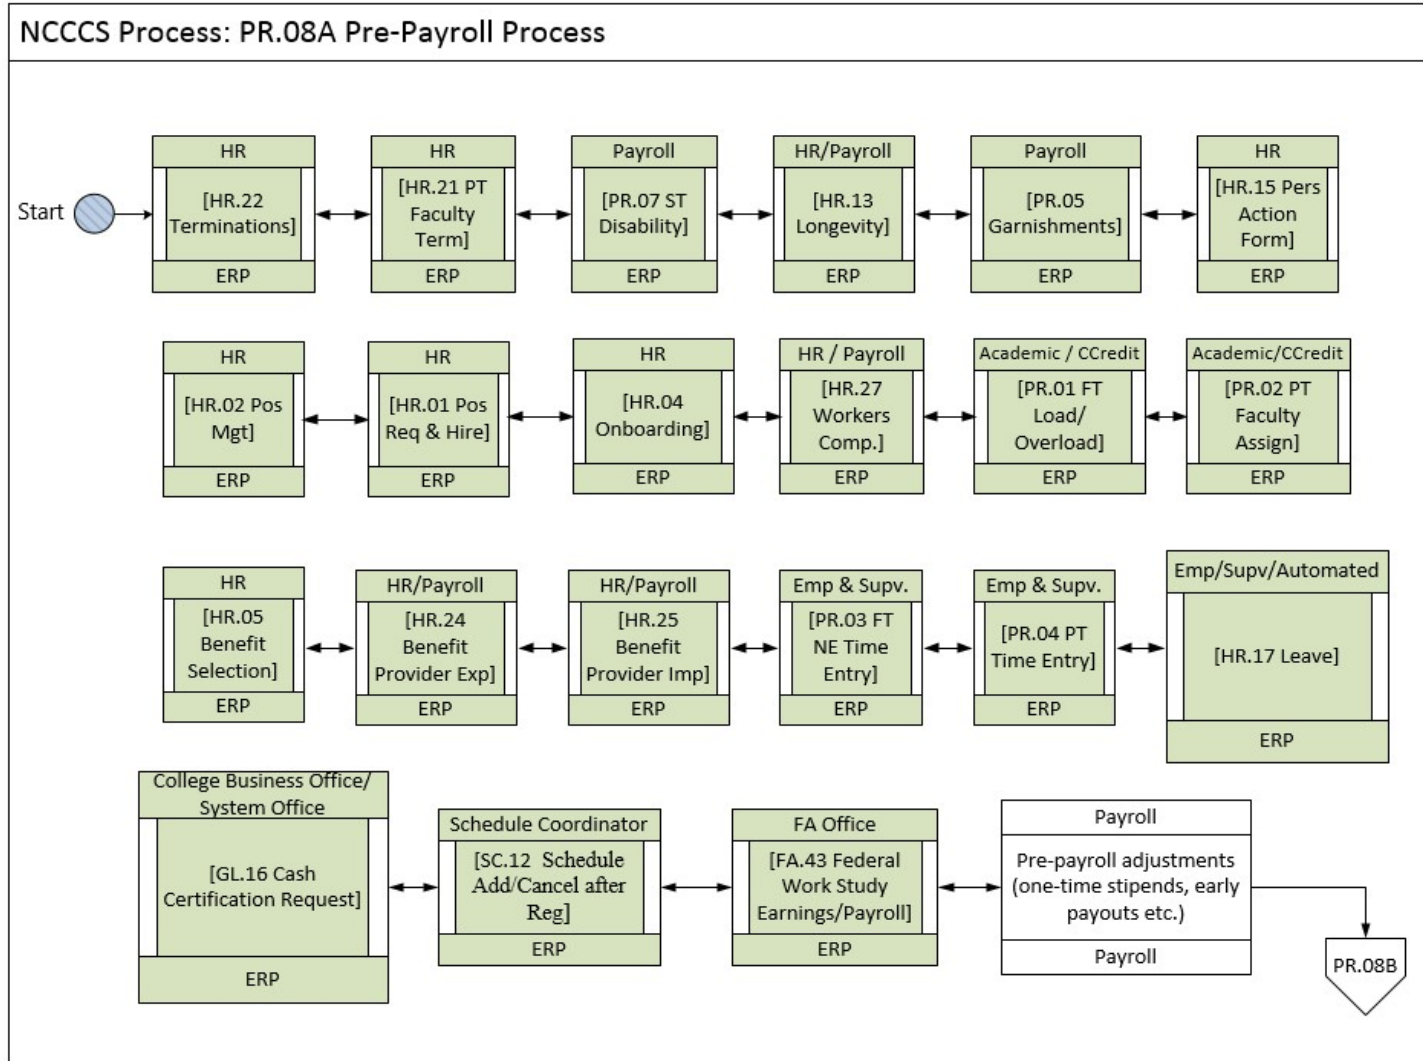 NCCCS Process: PR.08A Pre-Payroll Process
Start
HR
[HR.22
Terminations]
ERP
HR
[HR.21 PT
Faculty
Term]
ERP
Payroll
[PR.07 ST
Disability]
ERP
HR/Payroll
[HR.13
Longevity]
ERP
Payroll
[PR.05
Garnishments]
ERP
HR
[HR.15 Pers
Action
Form]
ERP
HR
[HR.02 Pos
Mgt]
ERP
HR
[HR.01 Pos
Req & Hire]
ERP
HR
[HR.04
Onboarding]
ERP
HR / Payroll
[HR.27
Workers
Comp.]
ERP
Academic / CCredit
[PR.01 FT
Load/
Overload]
ERP
Academic/CCredit
[PR.02 PT
Faculty
Assign]
ERP
HR
[HR.05
Benefit
Selection]
ERP
HR/Payroll
[HR.24
Benefit
Provider Exp]
ERP
HR/Payroll
[HR.25
Benefit
Provider Imp]
ERP
Emp & Supv.
[PR.03 FT
NE Time
Entry]
ERP
Emp & Supv.
[PR.04 PT
Time Entry]
ERP
Emp/Supv/Automated
[HR.17 Leave]
ERP
College Business Office/
System Office
[GL.16 Cash
Certification Request]
ERP
Schedule Coordinator
[SC.12 Schedule
Add/Cancel after
Reg]
ERP
FA Office
[FA.43 Federal
Work Study
Earnings/Payroll]
ERP
Payroll
Pre-payroll adjustments
(one-time stipends, early
payouts etc.)
Payroll
PR.08B